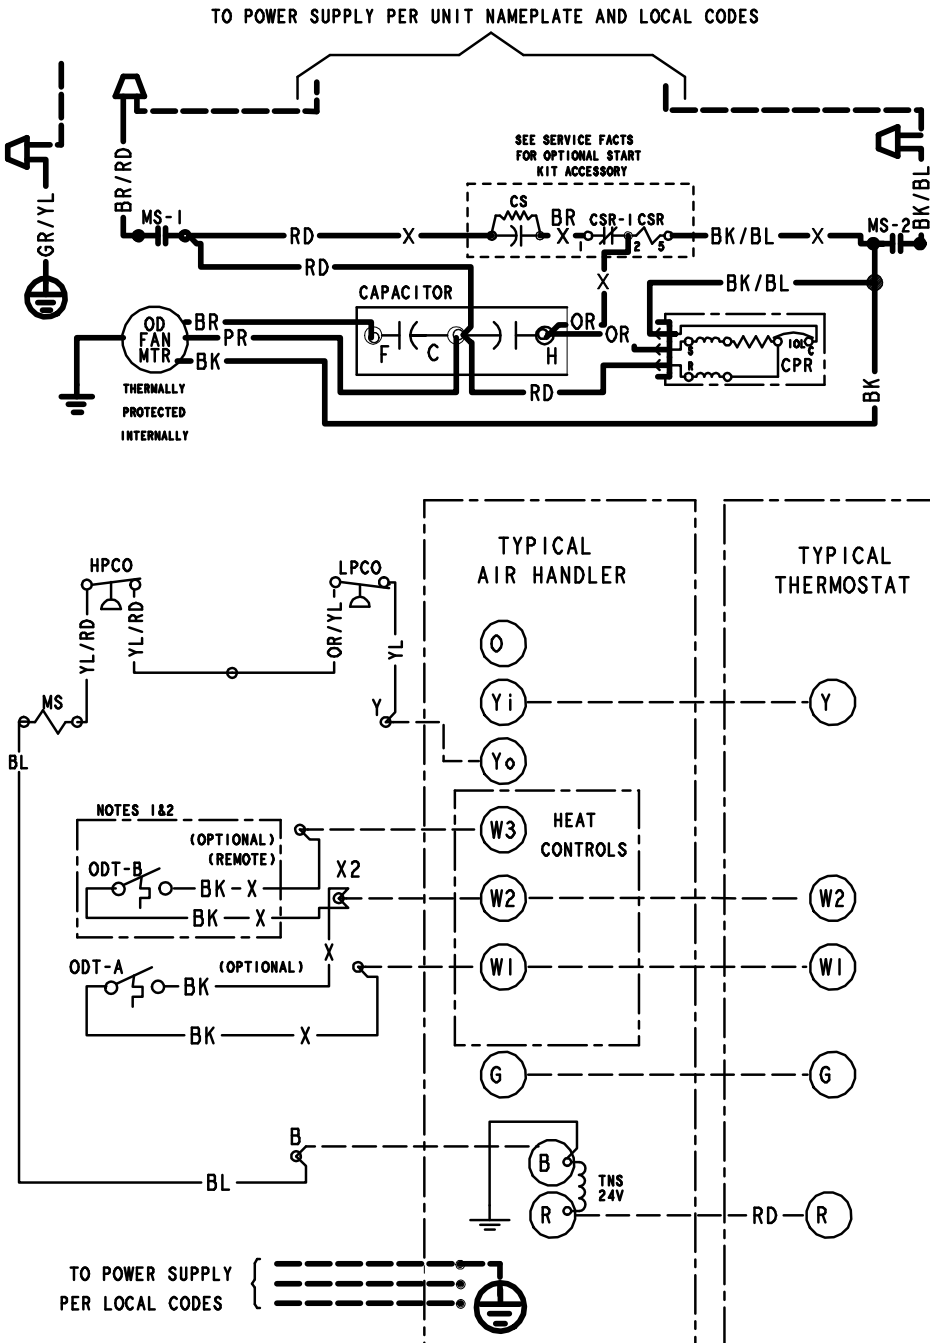 TO POWER SUPPLY PER UNIT NAMEPLATE AND LOCAL CODES
SEE SERVICE FACTS
FOR OPTIONAL START
KIT ACCESSORY
GR/YL
BR/RD
BK/BL
MS-1
CS
BR
CSR-1 CSR
MS-2
RD
X
X
1
2
5
BK/BL
X
RD
X
BK/BL
CAPACITOR
OD
FAN
MTR
BR
PR
BK
F
C
H
OR
OR
S
R
IOL
C
CPR
RD
BK
THERMALLY
PROTECTED
INTERNALLY
TYPICAL
AIR HANDLER
TYPICAL
THERMOSTAT
HPCO
LPCO
YL/RD
YL/RD
OR/YL
YL
O
MS
Y
Yi
Y
BL
Yo
NOTES 1&2
(OPTIONAL)
(REMOTE)
W3
HEAT
CONTROLS
ODT-B
BK
X
X2
BK
X
W2
W2
X
ODT-A
(OPTIONAL)
BK
W1
W1
BK
X
G
G
B
B
TNS
24V
BL
R
RD
R
TO POWER SUPPLY
PER LOCAL CODES